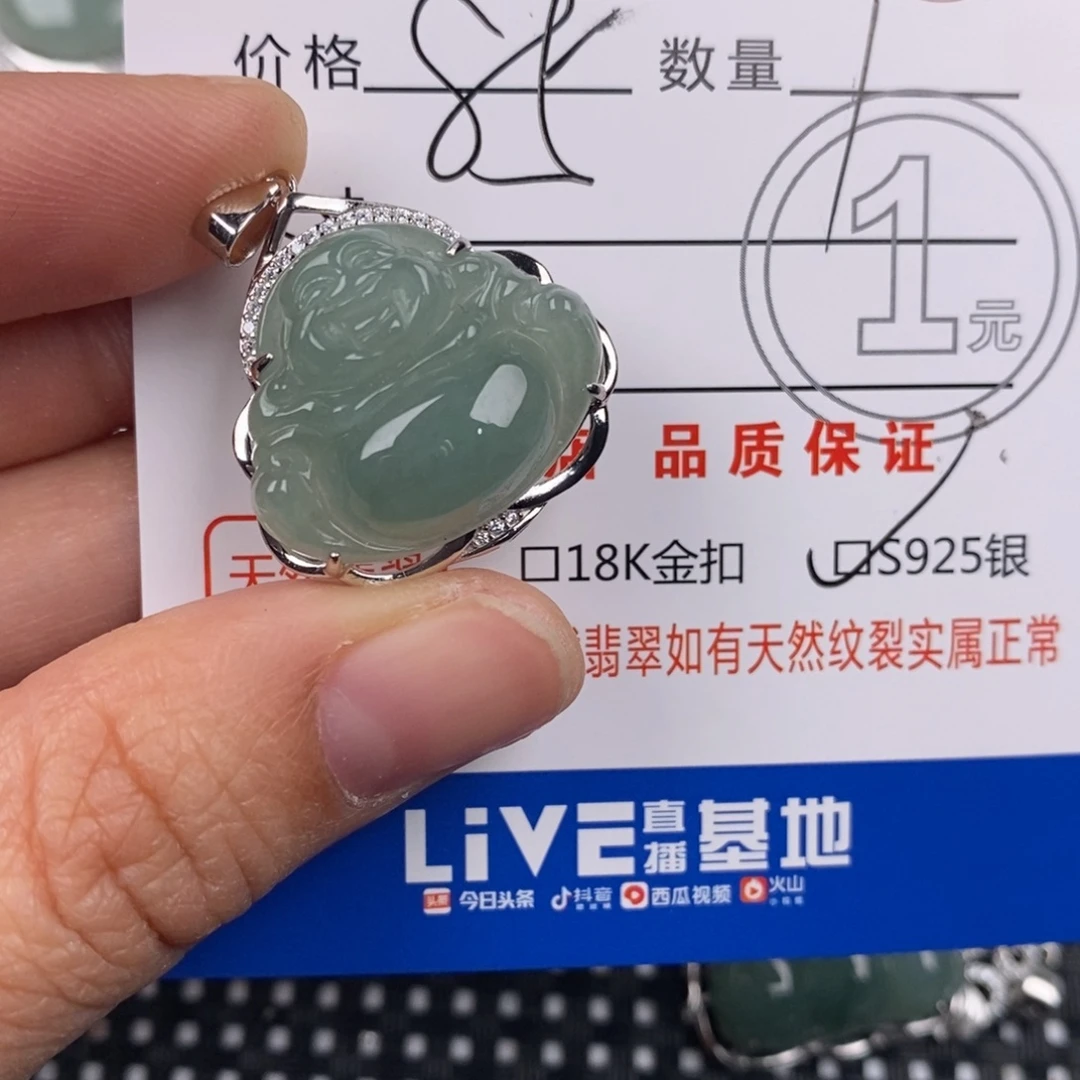 价格 数量
1元
品质保证
18K金扣 S925银
翡翠如有天然纹裂实属正常
LiVE直播基地
头条 今日头条 抖音 西瓜视频 火山